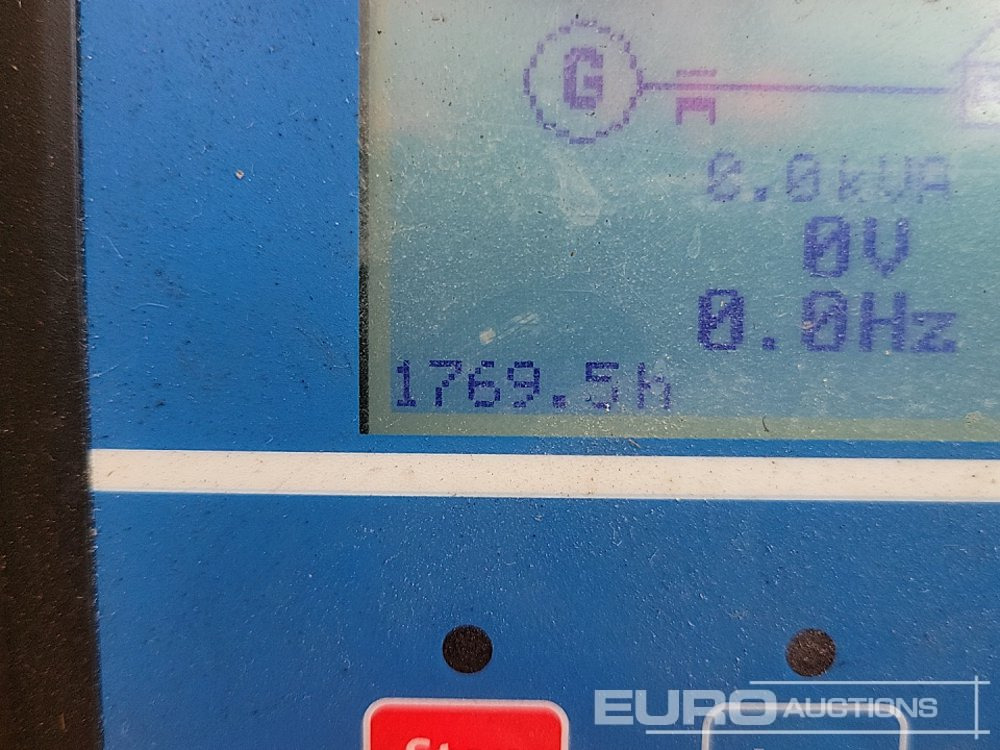 G
0.0kVA
0V
0.0Hz
1769.5h
EURO AUCTIONS